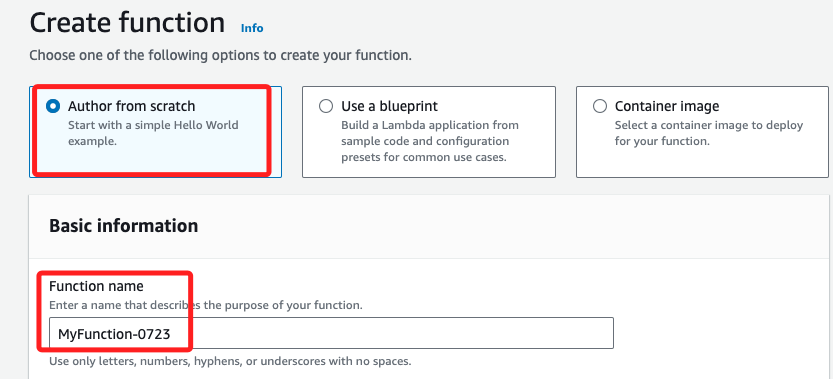 Create function Info
Choose one of the following options to create your function.
Author from scratch
Start with a simple Hello World
example.
Use a blueprint
Build a Lambda application from
sample code and configuration
presets for common use cases.
Container image
Select a container image to deploy
for your function.
Basic information
Function name
Enter a name that describes the purpose of your function.
MyFunction-0723
Use only letters, numbers, hyphens, or underscores with no spaces.